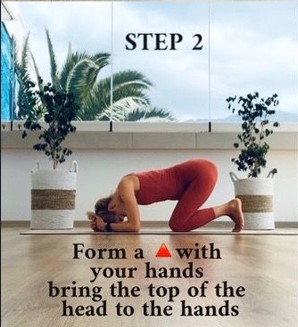 STEP 2
Form a 🔺with
your hands
bring the top of the
head to the hands